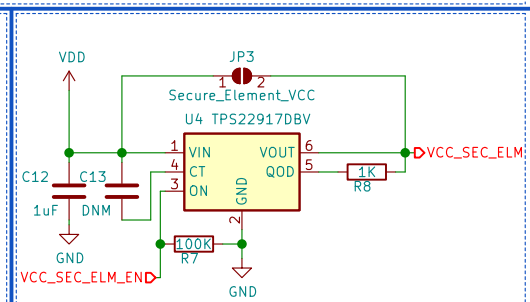 VDD
JP3
1 2
Secure_Element_VCC
U4 TPS22917DBV
1 VIN VOUT 6
4 CT QOD 5
3 ON
GND
2
VCC_SEC_ELM
1K
R8
C12 C13
1uF DNM
GND
100K
R7
VCC_SEC_ELM_EN
GND